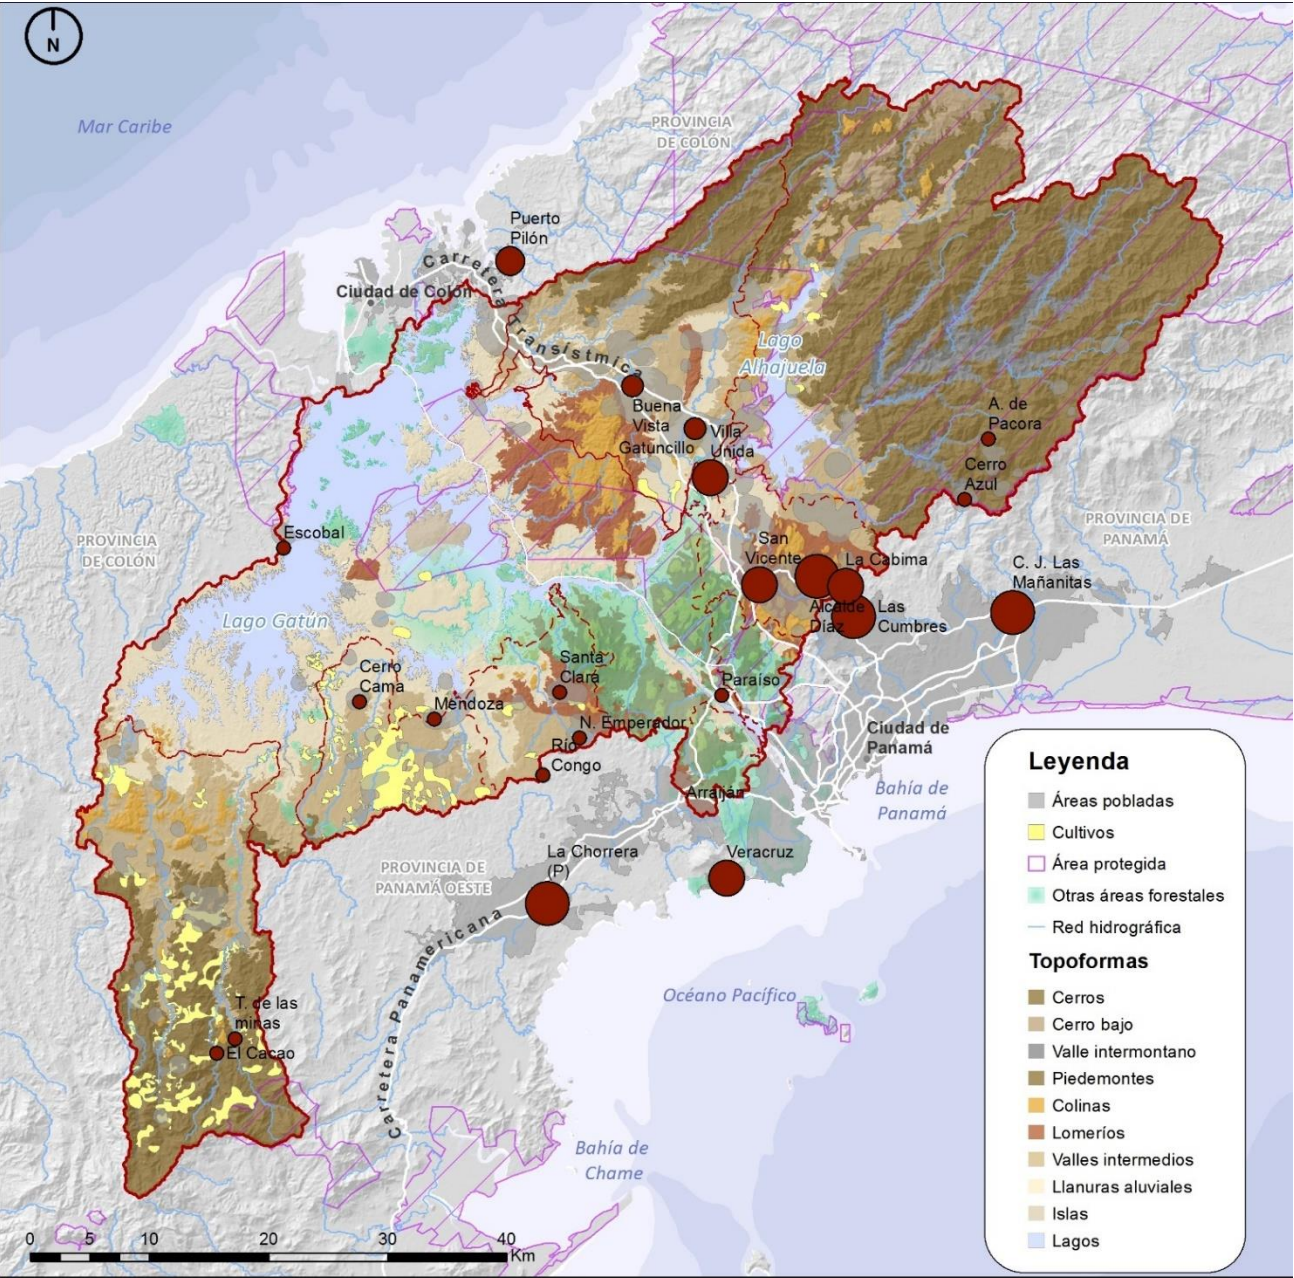 N
Mar Caribe
PROVINCIA
DE COLÓN
Puerto
Pilón
Carretera Transístmica
Ciudad de Colón
Lago
Alhajuela
Buena
Vista
Villa
Unida
Gatuncillo
A. de
Pacora
Cerro
Azul
PROVINCIA
DE COLÓN
Escobal
PROVINCIA DE
PANAMÁ
San
Vicente
La Cabima
C. J. Las
Mañanitas
Alcalde
Díaz
Las
Cumbres
Lago Gatún
Cerro
Cama
Santa
Clara
Paraíso
Mendoza
N. Emperador
Río
Congo
Ciudad de
Panamá
Arraiján
Bahía de
Panamá
La Chorrera
(P)
Veracruz
PROVINCIA DE
PANAMÁ OESTE
Carretera Panamericana
Océano Pacífico
T. de las
minas
El Cacao
Bahía de
Chame
0 5 10 20 30 40
Km
Leyenda
Áreas pobladas
Cultivos
Área protegida
Otras áreas forestales
Red hidrográfica
Topoformas
Cerros
Cerro bajo
Valle intermontano
Piedemontes
Colinas
Lomeríos
Valles intermedios
Llanuras aluviales
Islas
Lagos